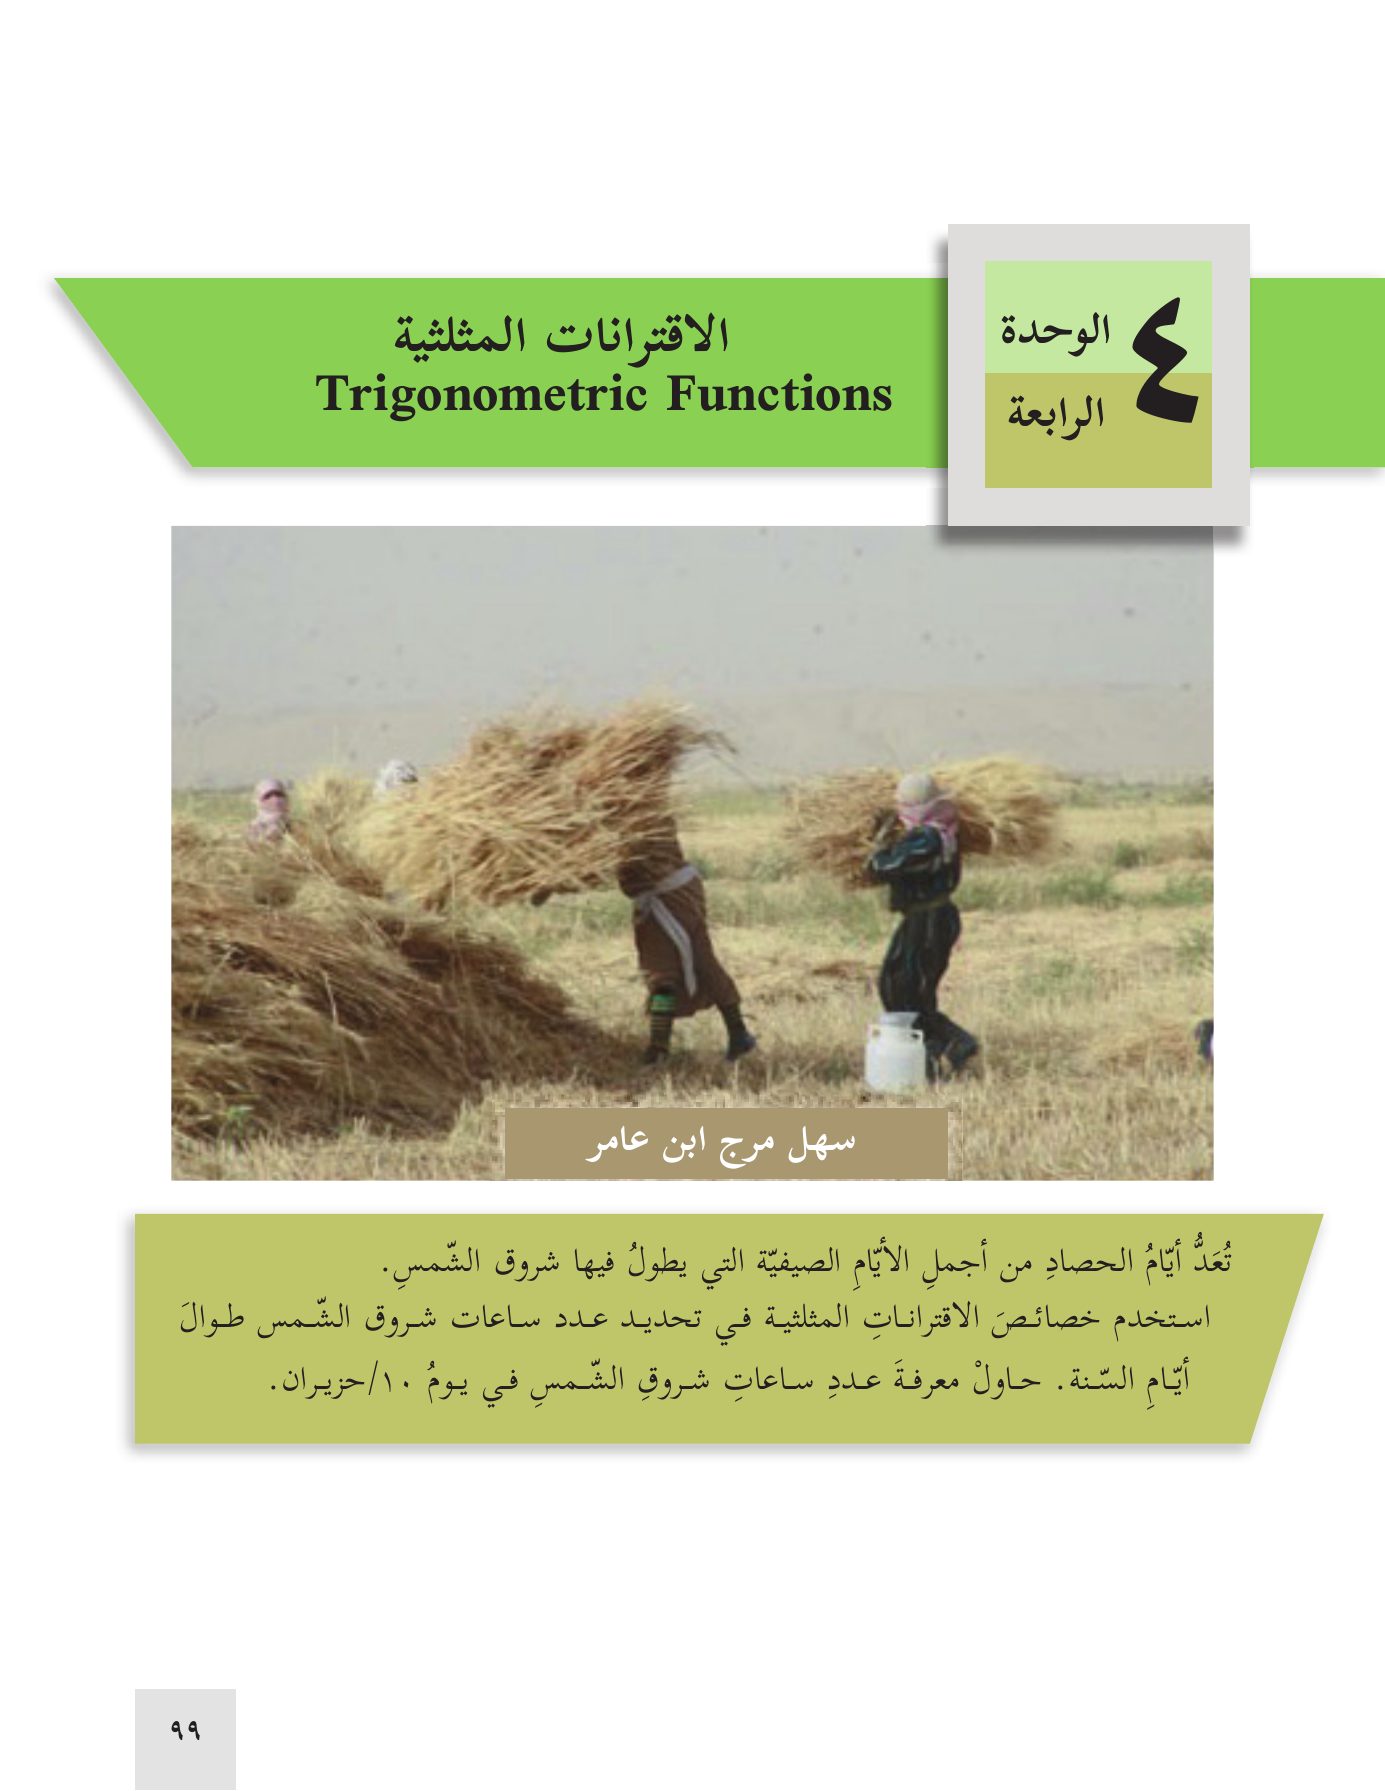 الوحدة
الرابعة
٤
الاقترانات المثلثية
Trigonometric Functions
سهل مرج ابن عامر
تُعَدُّ أيّامُ الحصادِ من أجملِ الأيّامِ الصيفيّة التي يطولُ فيها شروق الشّمسِ.
استخدم خصائصَ الاقتراناتِ المثلثية في تحديد عدد ساعات شروق الشّمس طوالَ
أيّامِ السّنة. حاولْ معرفةَ عددِ ساعاتِ شروقِ الشّمسِ في يومُ ١٠/حزيران.
٩٩